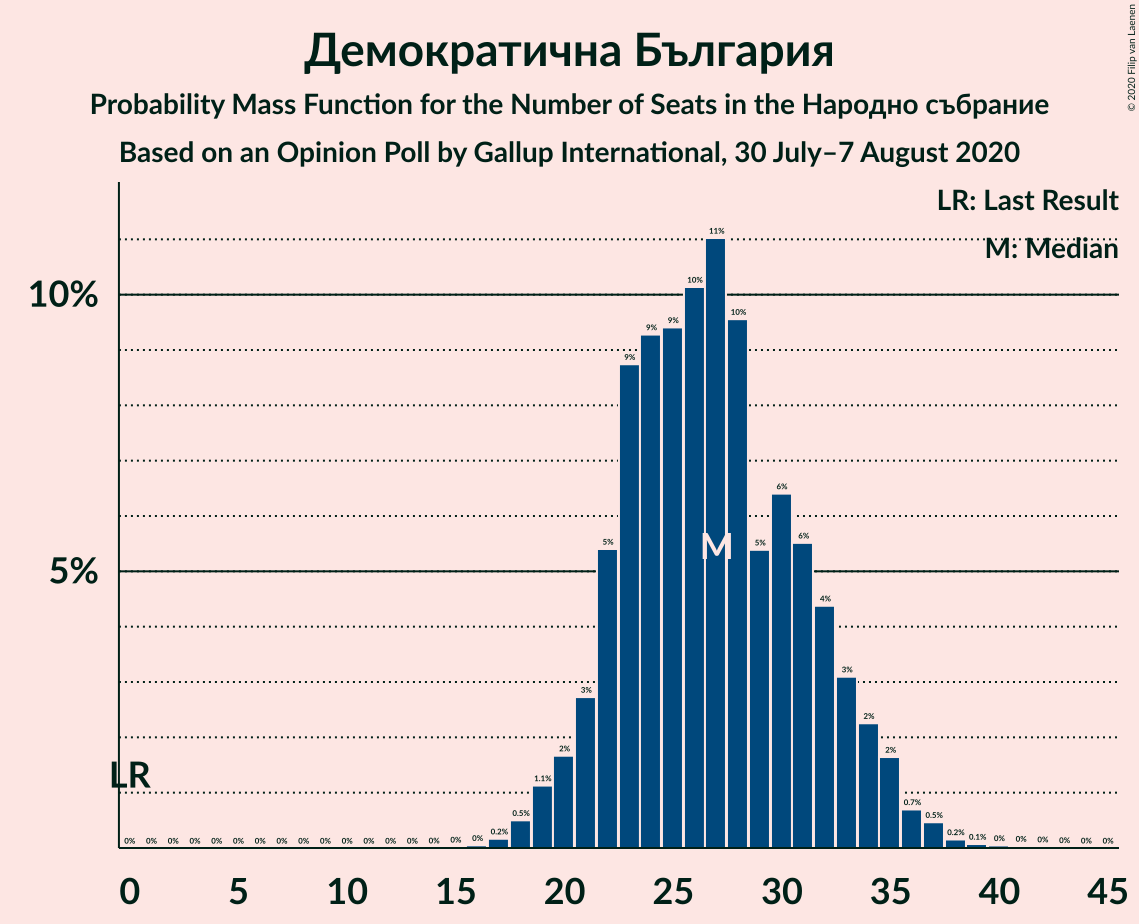 Демократична България
Probability Mass Function for the Number of Seats in the Народно събрание
Based on an Opinion Poll by Gallup International, 30 July–7 August 2020
© 2020 Filip van Laenen
LR: Last Result
M: Median
10%
5%
LR
M
0% 0% 0% 0% 0% 0% 0% 0% 0% 0% 0% 0% 0% 0% 0% 0% 0% 0.2% 0.5% 1.1% 2% 3% 5% 9% 9% 9% 10% 11% 10% 5% 6% 6% 4% 3% 2% 2% 0.7% 0.5% 0.2% 0.1% 0% 0% 0% 0% 0% 0%
0 5 10 15 20 25 30 35 40 45